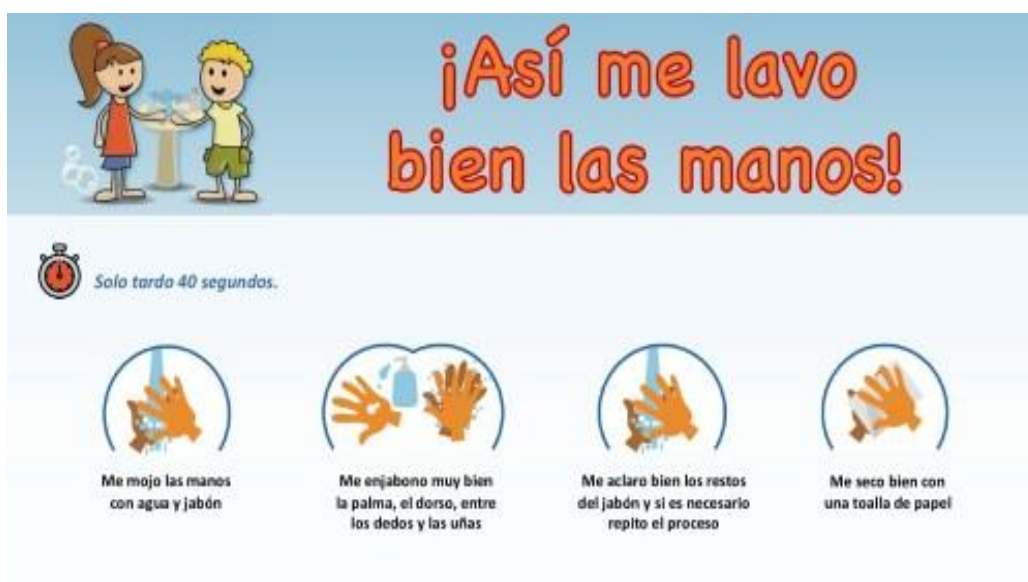 ¡Así me lavo
bien las manos!
Solo tardo 40 segundos.
Me mojo las manos
con agua y jabón
Me enjabono muy bien
la palma, el dorso, entre
los dedos y las uñas
Me aclaro bien los restos
del jabón y si es necesario
repito el proceso
Me seco bien con
una toalla de papel